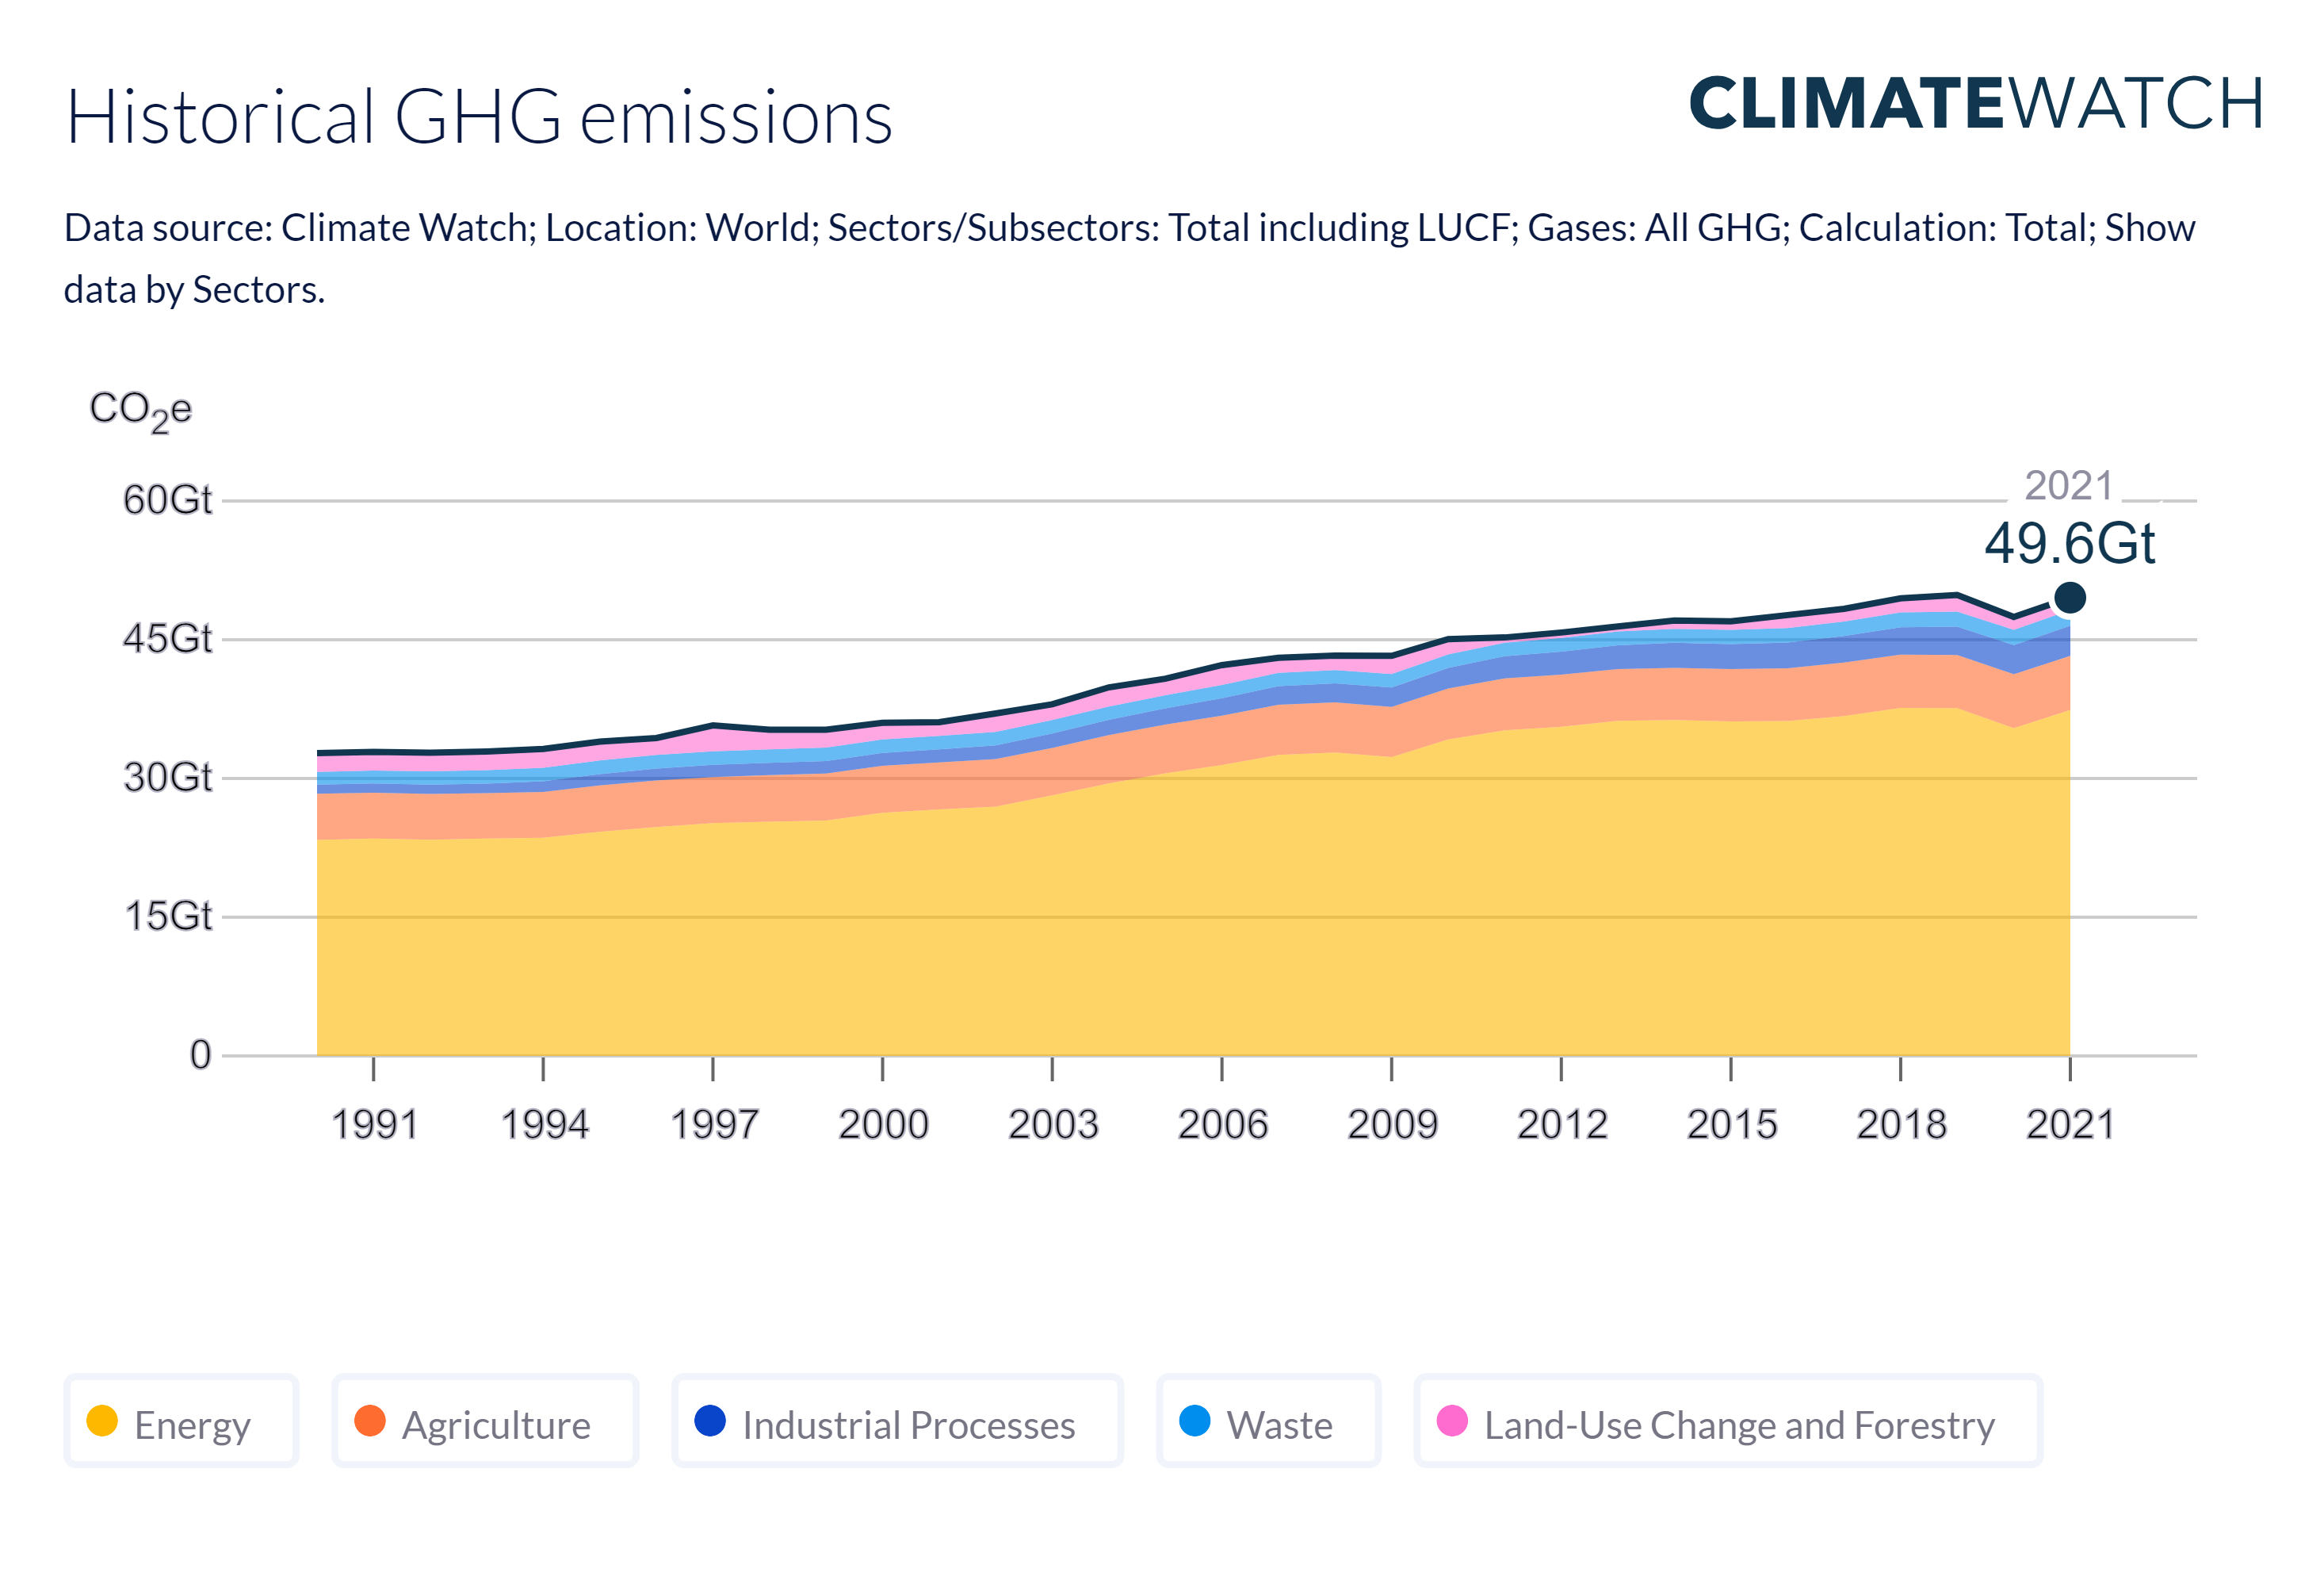 Historical GHG emissions
CLIMATEWATCH
Data source: Climate Watch; Location: World; Sectors/Subsectors: Total including LUCF; Gases: All GHG; Calculation: Total; Show
data by Sectors.
CO2e
60Gt
2021
49.6Gt
45Gt
30Gt
15Gt
0
1991 1994 1997 2000 2003 2006 2009 2012 2015 2018 2021
Energy Agriculture Industrial Processes Waste Land-Use Change and Forestry